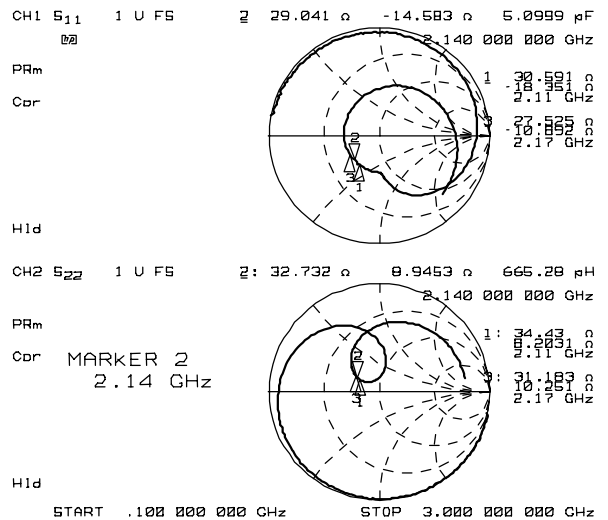 CH1 S11 1 U FS 2 29.041 Ω -14.583 Ω 5.0999 pF
hp 2.140 000 000 GHz
PRm
1 30.591 Ω
-18.351 Ω
2.11 GHz
Cor
3 27.525 Ω
-10.892 Ω
2.17 GHz
2
3 1
Hld
CH2 S22 1 U FS 2: 32.732 Ω 8.9453 Ω 665.28 pH
2.140 000 000 GHz
PRm
1: 34.43 Ω
8.2031 Ω
2.11 GHz
Cor
MARKER 2
2.14 GHz
2
3: 31.183 Ω
10.251 Ω
2.17 GHz
3 1
Hld
START .100 000 000 GHz STOP 3.000 000 000 GHz